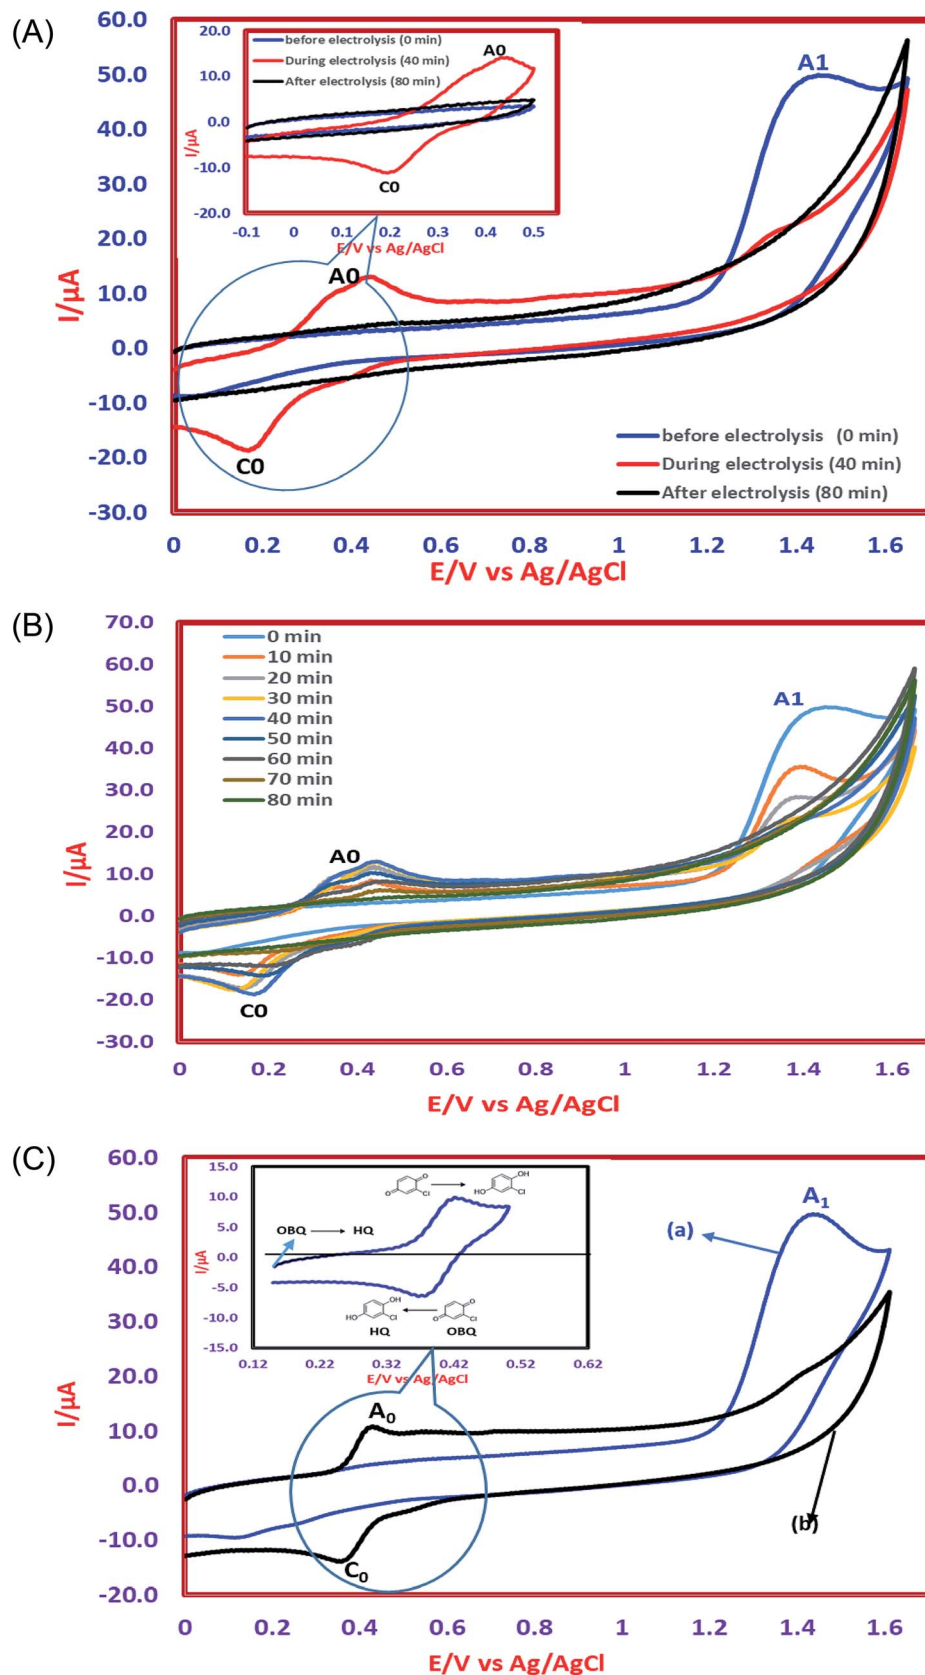 (A)
60.0
50.0
40.0
30.0
20.0
10.0
0.0
-10.0
-20.0
-30.0
I/µA
0
0.2
0.4
0.6
0.8
1
1.2
1.4
1.6
E/V vs Ag/AgCl
A1
A0
C0
before electrolysis (0 min)
During electrolysis (40 min)
After electrolysis (80 min)
20.0
10.0
0.0
-10.0
-20.0
I/µA
before electrolysis (0 min)
During electrolysis (40 min)
After electrolysis (80 min)
A0
C0
-0.1
0
0.1
0.2
0.3
0.4
0.5
E/V vs Ag/AgCl
(B)
70.0
60.0
50.0
40.0
30.0
20.0
10.0
0.0
-10.0
-20.0
-30.0
I/µA
0 min
10 min
20 min
30 min
40 min
50 min
60 min
70 min
80 min
A1
A0
C0
0
0.2
0.4
0.6
0.8
1
1.2
1.4
1.6
E/V vs Ag/AgCl
(C)
60.0
50.0
40.0
30.0
20.0
10.0
0.0
-10.0
-20.0
I/µA
15.0
10.0
5.0
0.0
-5.0
-10.0
-15.0
I/µA
O
O
Cl
OH
HO
Cl
OBQ
HQ
OH
HO
Cl
HQ
O
O
Cl
OBQ
0.12
0.22
0.32
0.42
0.52
0.62
E/V vs Ag/AgCl
A1
(a)
A0
C0
(b)
0
0.2
0.4
0.6
0.8
1
1.2
1.4
1.6
E/V vs Ag/AgCl